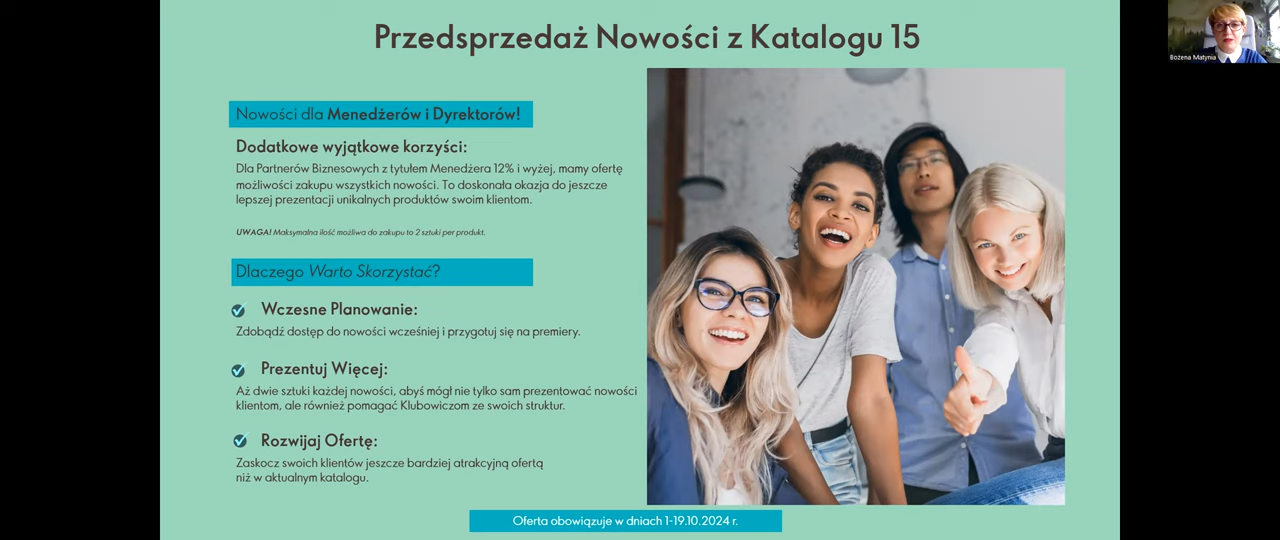 Przedsprzedaż Nowości z Katalogu 15
Bożena Matynia
Nowości dla Menedżerów i Dyrektorów!
Dodatkowe wyjątkowe korzyści:
Dla Partnerów Biznesowych z tytułem Menedżera 12% i wyżej, mamy ofertę
możliwości zakupu wszystkich nowości. To doskonała okazja do jeszcze
lepszej prezentacji unikalnych produktów swoim klientom.
UWAGA! Maksymalna ilość możliwa do zakupu to 2 sztuki per produkt.
Dlaczego Warto Skorzystać?
Wczesne Planowanie:
Zdobądź dostęp do nowości wcześniej i przygotuj się na premiery.
Prezentuj Więcej:
Aż dwie sztuki każdej nowości, abyś mógł nie tylko sam prezentować nowości
klientom, ale również pomagać Klubowiczom ze swoich struktur.
Rozwijaj Ofertę:
Zaskocz swoich klientów jeszcze bardziej atrakcyjną ofertą
niż w aktualnym katalogu.
Oferta obowiązuje w dniach 1-19.10.2024 r.